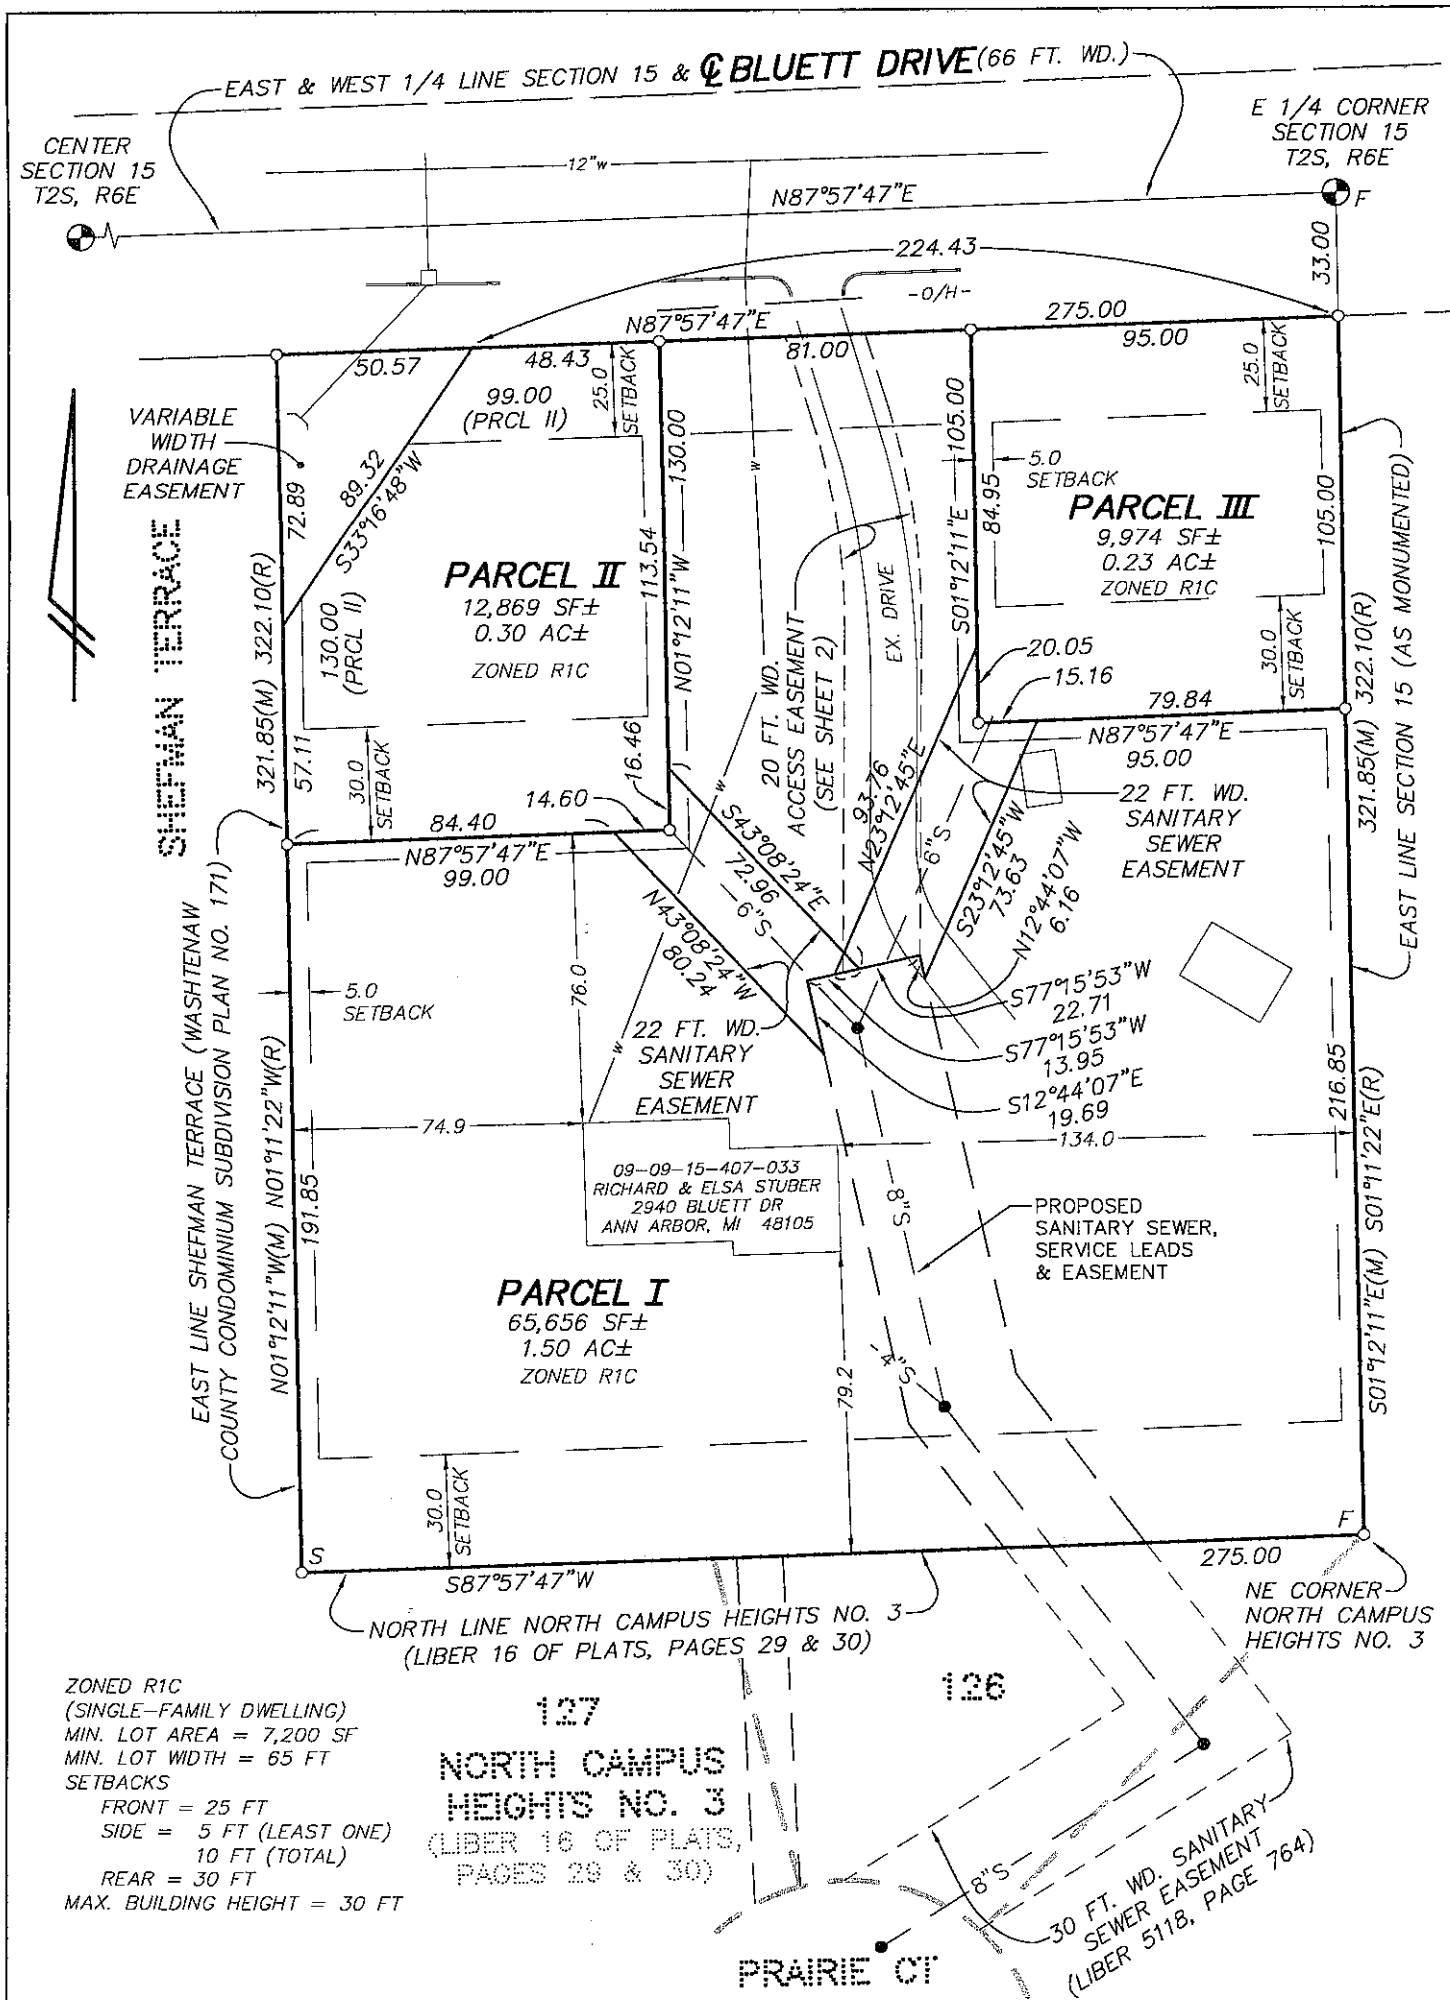 EAST & WEST 1/4 LINE SECTION 15 & ℄ BLUETT DRIVE (66 FT. WD.)
CENTER
SECTION 15
T2S, R6E
E 1/4 CORNER
SECTION 15
T2S, R6E
12"w
N87°57'47"E
F
33.00
224.43
-O/H-
N87°57'47"E
275.00
50.57
48.43
81.00
95.00
99.00
(PRCL II)
25.0
SETBACK
25.0
SETBACK
VARIABLE
WIDTH
DRAINAGE
EASEMENT
72.89
89.32
S33°16'48"W
130.00
113.54
N01°12'11"W
w
105.00
84.95
S01°12'11"E
5.0
SETBACK
PARCEL III
9,974 SF±
0.23 AC±
ZONED R1C
105.00
EAST LINE SECTION 15 (AS MONUMENTED)
SHEFMAN TERRACE
PARCEL II
12,869 SF±
0.30 AC±
ZONED R1C
130.00
(PRCL II)
321.85(M) 322.10(R)
57.11
30.0
SETBACK
16.46
20 FT. WD.
ACCESS EASEMENT
(SEE SHEET 2)
EX. DRIVE
20.05
15.16
30.0
SETBACK
79.84
N87°57'47"E
95.00
321.85(M) 322.10(R)
w
14.60
84.40
N87°57'47"E
99.00
93.76
N23°12'45"E
6"S
22 FT. WD.
SANITARY
SEWER
EASEMENT
S23°12'45"W
73.63
N12°44'07"W
6.16
S43°08'24"E
72.96
6"S
N43°08'24"W
80.24
EAST LINE SHEFMAN TERRACE (WASHTENAW
COUNTY CONDOMINIUM SUBDIVISION PLAN NO. 171)
5.0
SETBACK
76.0
22 FT. WD.
SANITARY
SEWER
EASEMENT
w
S77°15'53"W
22.71
S77°15'53"W
13.95
S12°44'07"E
19.69
216.85
74.9
134.0
N01°12'11"W(M) N01°11'22"W(R)
191.85
09-09-15-407-033
RICHARD & ELSA STUBER
2940 BLUETT DR
ANN ARBOR, MI 48105
8"S
PROPOSED
SANITARY SEWER,
SERVICE LEADS
& EASEMENT
S01°12'11"E(M) S01°11'22"E(R)
PARCEL I
65,656 SF±
1.50 AC±
ZONED R1C
79.2
4"S
30.0
SETBACK
S
F
S87°57'47"W
275.00
NORTH LINE NORTH CAMPUS HEIGHTS NO. 3
(LIBER 16 OF PLATS, PAGES 29 & 30)
NE CORNER
NORTH CAMPUS
HEIGHTS NO. 3
ZONED R1C
(SINGLE-FAMILY DWELLING)
MIN. LOT AREA = 7,200 SF
MIN. LOT WIDTH = 65 FT
SETBACKS
FRONT = 25 FT
SIDE = 5 FT (LEAST ONE)
10 FT (TOTAL)
REAR = 30 FT
MAX. BUILDING HEIGHT = 30 FT
127
126
NORTH CAMPUS
HEIGHTS NO. 3
(LIBER 16 OF PLATS,
PAGES 29 & 30)
8"S
30 FT. WD. SANITARY
SEWER EASEMENT
(LIBER 5118, PAGE 764)
PRAIRIE CT